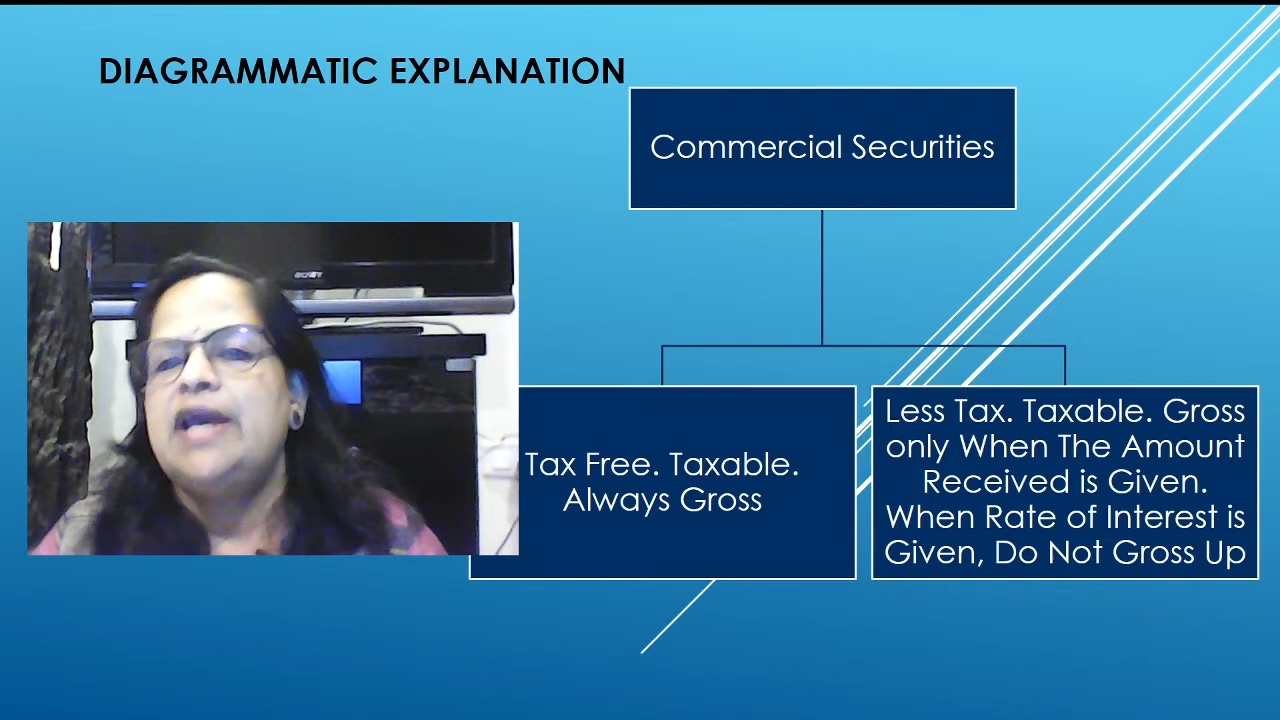 DIAGRAMMATIC EXPLANATION
Commercial Securities
SONY
Tax Free. Taxable.
Always Gross
Less Tax. Taxable. Gross
only When The Amount
Received is Given.
When Rate of Interest is
Given, Do Not Gross Up